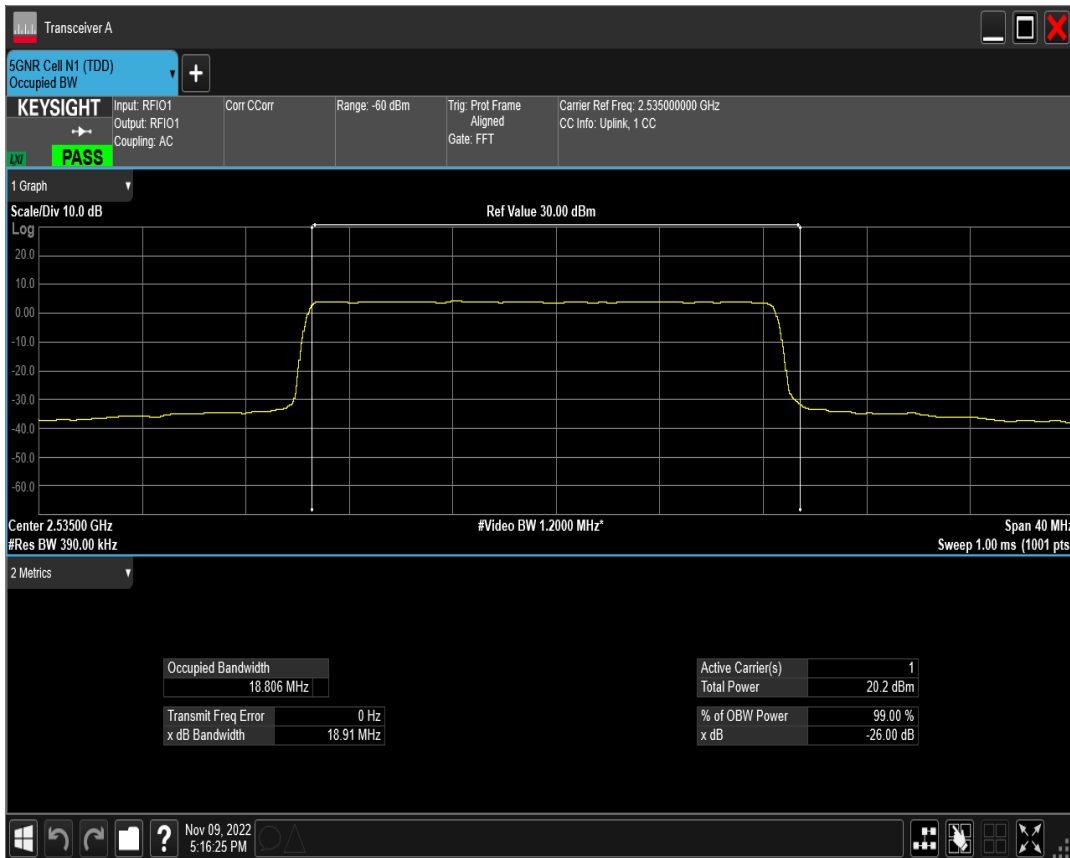 Transceiver A
5GNR Cell N1 (TDD)
Occupied BW
+
KEYSIGHT
LXI
PASS
Input: RFIO1
Output: RFIO1
Coupling: AC
Corr CCorr
Range: -60 dBm
Trig: Prot Frame
Aligned
Gate: FFT
Carrier Ref Freq: 2.535000000 GHz
CC Info: Uplink, 1 CC
1 Graph
Scale/Div 10.0 dB
Ref Value 30.00 dBm
Log
20.0
10.0
0.00
-10.0
-20.0
-30.0
-40.0
-50.0
-60.0
Center 2.53500 GHz
#Video BW 1.2000 MHz*
Span 40 MHz
#Res BW 390.00 kHz
Sweep 1.00 ms (1001 pts
2 Metrics
Occupied Bandwidth
18.806 MHz
Transmit Freq Error 0 Hz
x dB Bandwidth 18.91 MHz
Active Carrier(s) 1
Total Power 20.2 dBm
% of OBW Power 99.00 %
x dB -26.00 dB
?
Nov 09, 2022
5:16:25 PM